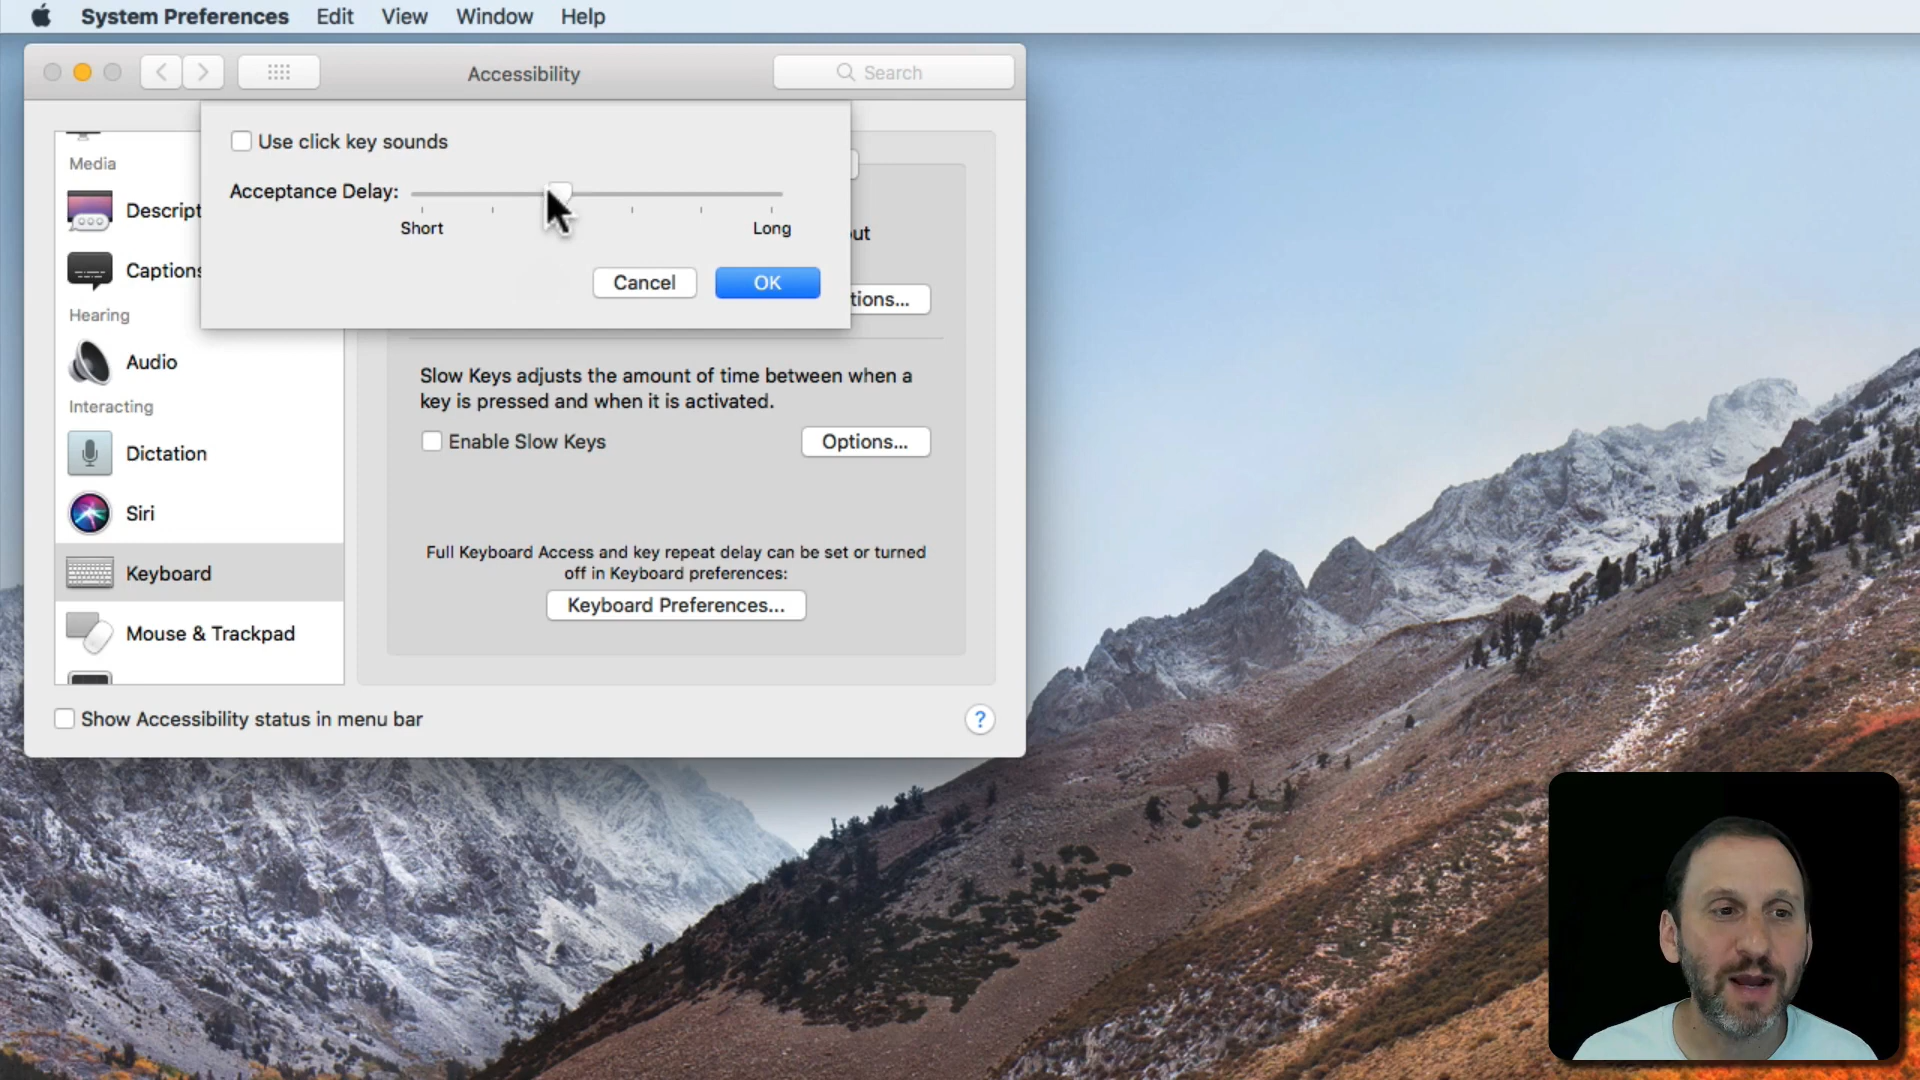 System Preferences Edit View Window Help
Accessibility
Search
Use click key sounds
Acceptance Delay:
Short Long
Cancel OK
Media
Descript
Captions
Hearing
Audio
Interacting
Dictation
Siri
Keyboard
Mouse & Trackpad
out
tions...
Slow Keys adjusts the amount of time between when a
key is pressed and when it is activated.
Enable Slow Keys
Options...
Full Keyboard Access and key repeat delay can be set or turned
off in Keyboard preferences:
Keyboard Preferences...
Show Accessibility status in menu bar
?